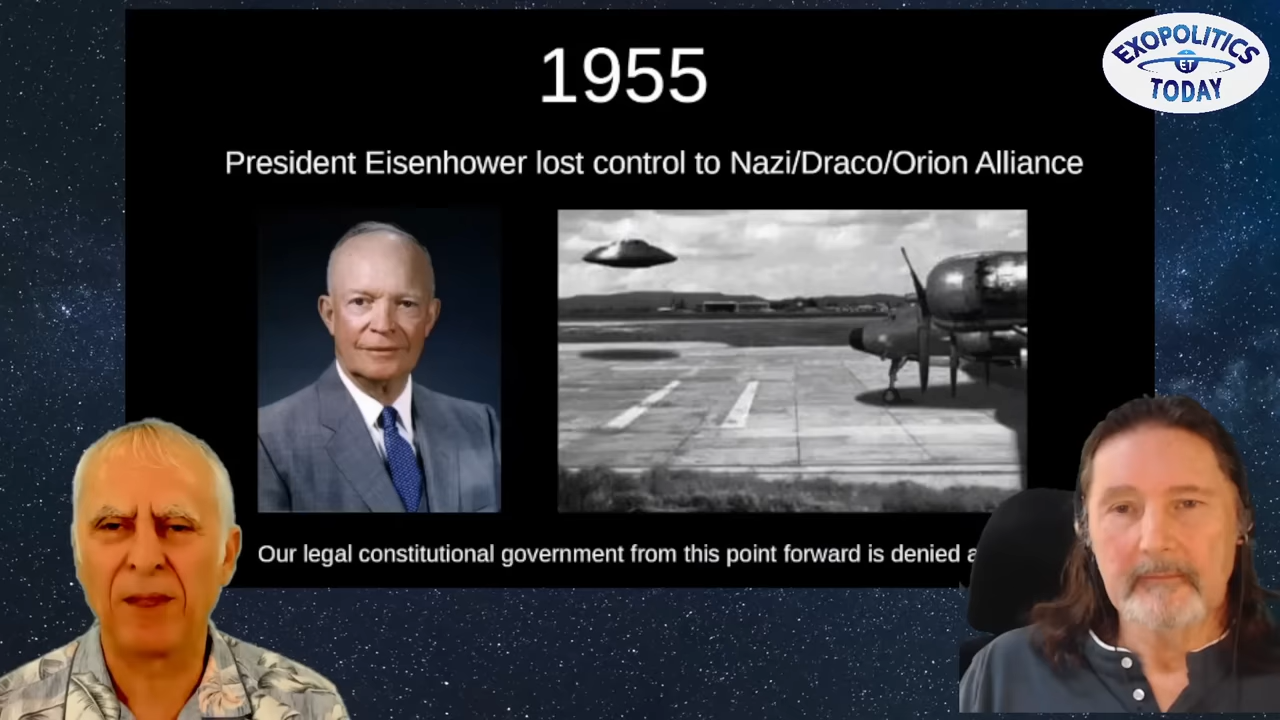 1955
EXOPOLITICS
ET
TODAY
President Eisenhower lost control to Nazi/Draco/Orion Alliance
Our legal constitutional government from this point forward is denied